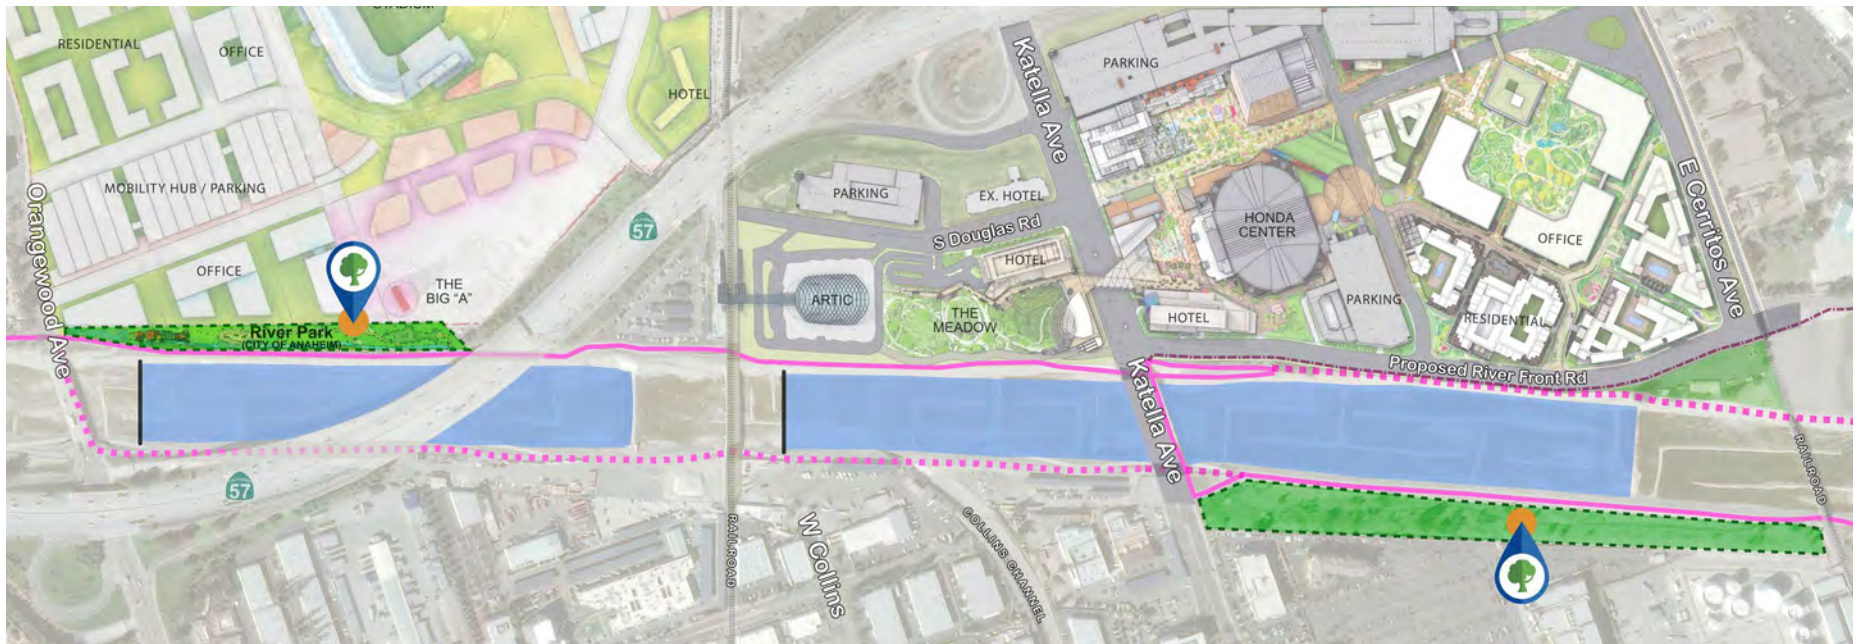 STADIUM
RESIDENTIAL
OFFICE
HOTEL
MOBILITY HUB / PARKING
Orangewood Ave
OFFICE
THE
BIG "A"
River Park
(CITY OF ANAHEIM)
57
57
Katella Ave
PARKING
PARKING
EX. HOTEL
S Douglas Rd
HOTEL
ARTIC
THE
MEADOW
HONDA
CENTER
HOTEL
PARKING
OFFICE
RESIDENTIAL
E Cerritos Ave
Proposed River Front Rd
Katella Ave
RAILROAD
RAILROAD
W Collins
COLLINS CHANNEL